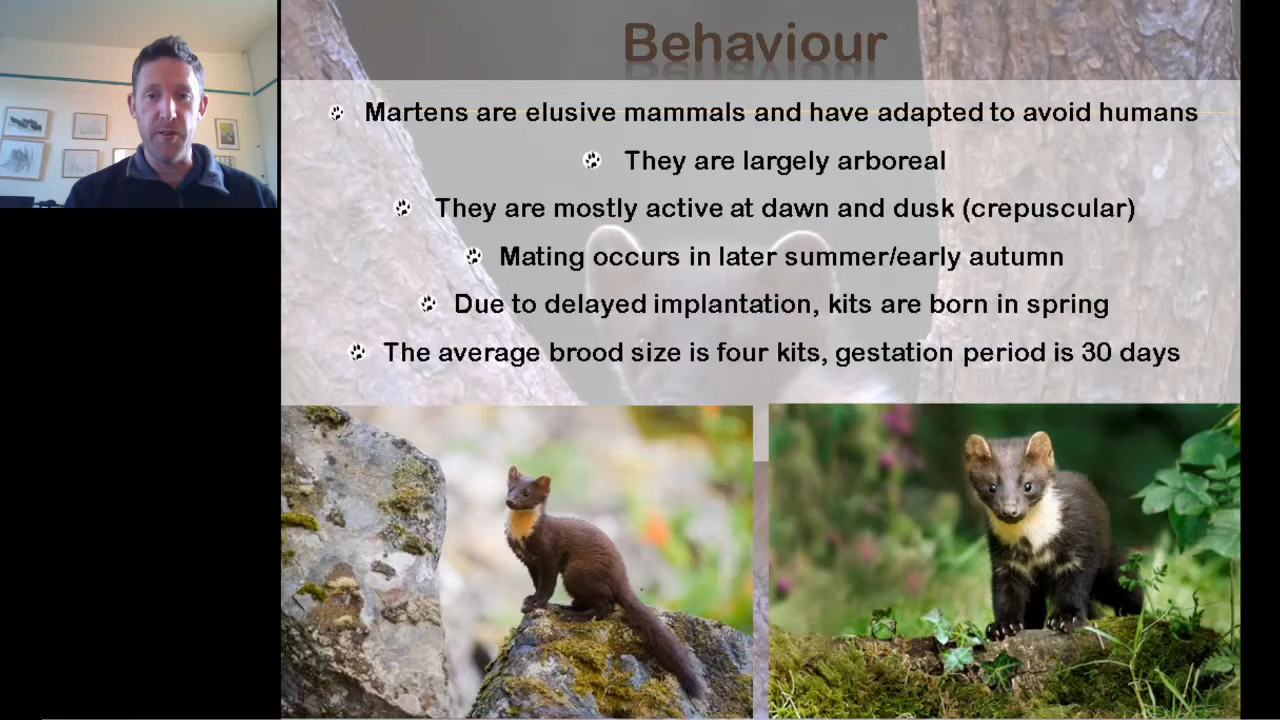 Behaviour
Martens are elusive mammals and have adapted to avoid humans
They are largely arboreal
They are mostly active at dawn and dusk (crepuscular)
Mating occurs in later summer/early autumn
Due to delayed implantation, kits are born in spring
The average brood size is four kits, gestation period is 30 days